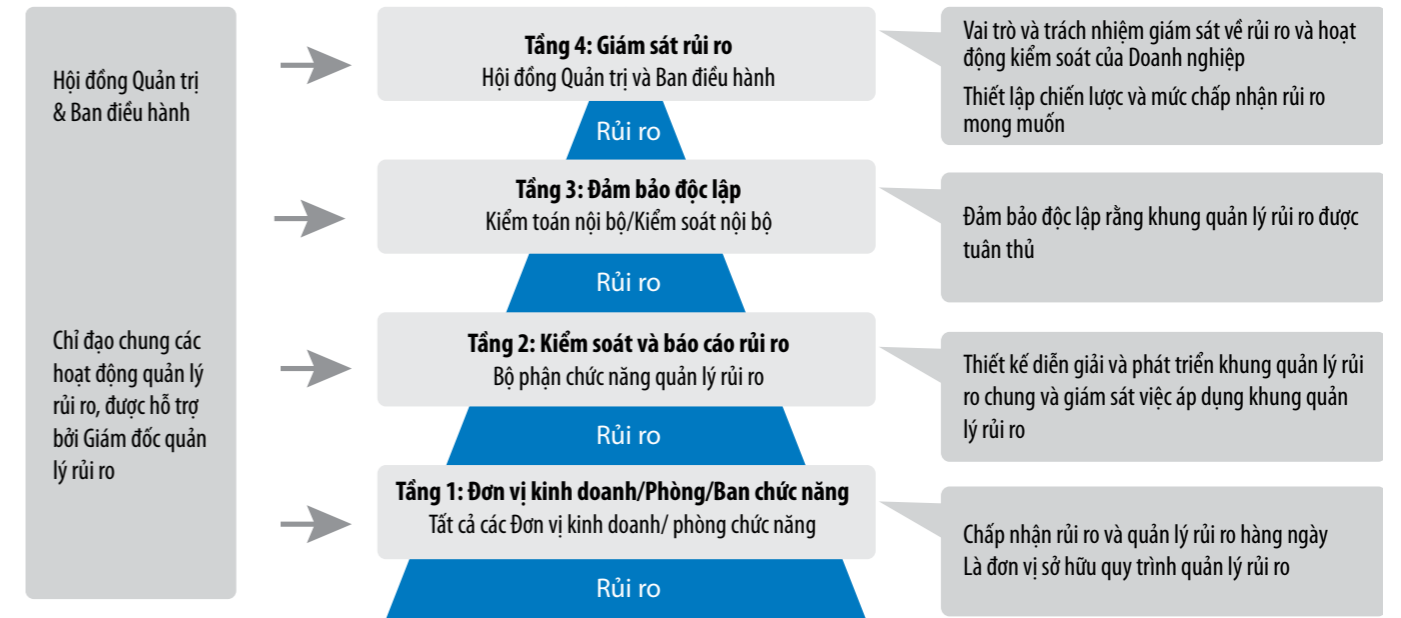 Hội đồng Quản trị
& Ban điều hành
Chỉ đạo chung các
hoạt động quản lý
rủi ro, được hỗ trợ
bởi Giám đốc quản
lý rủi ro
Tầng 4: Giám sát rủi ro
Hội đồng Quản trị và Ban điều hành
Vai trò và trách nhiệm giám sát về rủi ro và hoạt
động kiểm soát của Doanh nghiệp
Thiết lập chiến lược và mức chấp nhận rủi ro
mong muốn
Rủi ro
Tầng 3: Đảm bảo độc lập
Kiểm toán nội bộ/Kiểm soát nội bộ
Đảm bảo độc lập rằng khung quản lý rủi ro được
tuân thủ
Rủi ro
Tầng 2: Kiểm soát và báo cáo rủi ro
Bộ phận chức năng quản lý rủi ro
Thiết kế diễn giải và phát triển khung quản lý rủi
ro chung và giám sát việc áp dụng khung quản
lý rủi ro
Rủi ro
Tầng 1: Đơn vị kinh doanh/Phòng/Ban chức năng
Tất cả các Đơn vị kinh doanh/ phòng chức năng
Chấp nhận rủi ro và quản lý rủi ro hàng ngày
Là đơn vị sở hữu quy trình quản lý rủi ro
Rủi ro